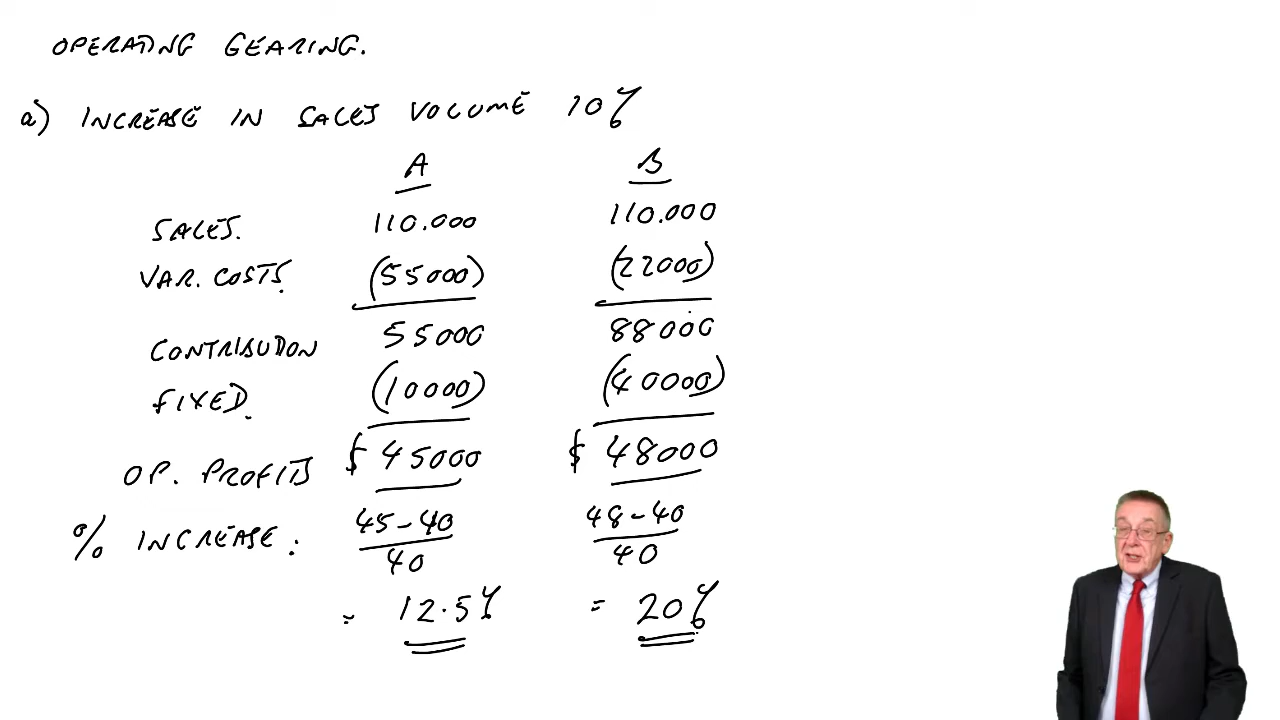 OPERATING GEARING.
a) INCREASE IN SALES VOLUME 10%
A B
SALES. 110.000 110.000
VAR. COSTS. (55000) (22000)
CONTRIBUTION 55000 88000
FIXED. (10000) (40000)
OP. PROFITS $ 45000 $ 48000
% INCREASE: 45-40 48-40
40 40
= 12.5% = 20%